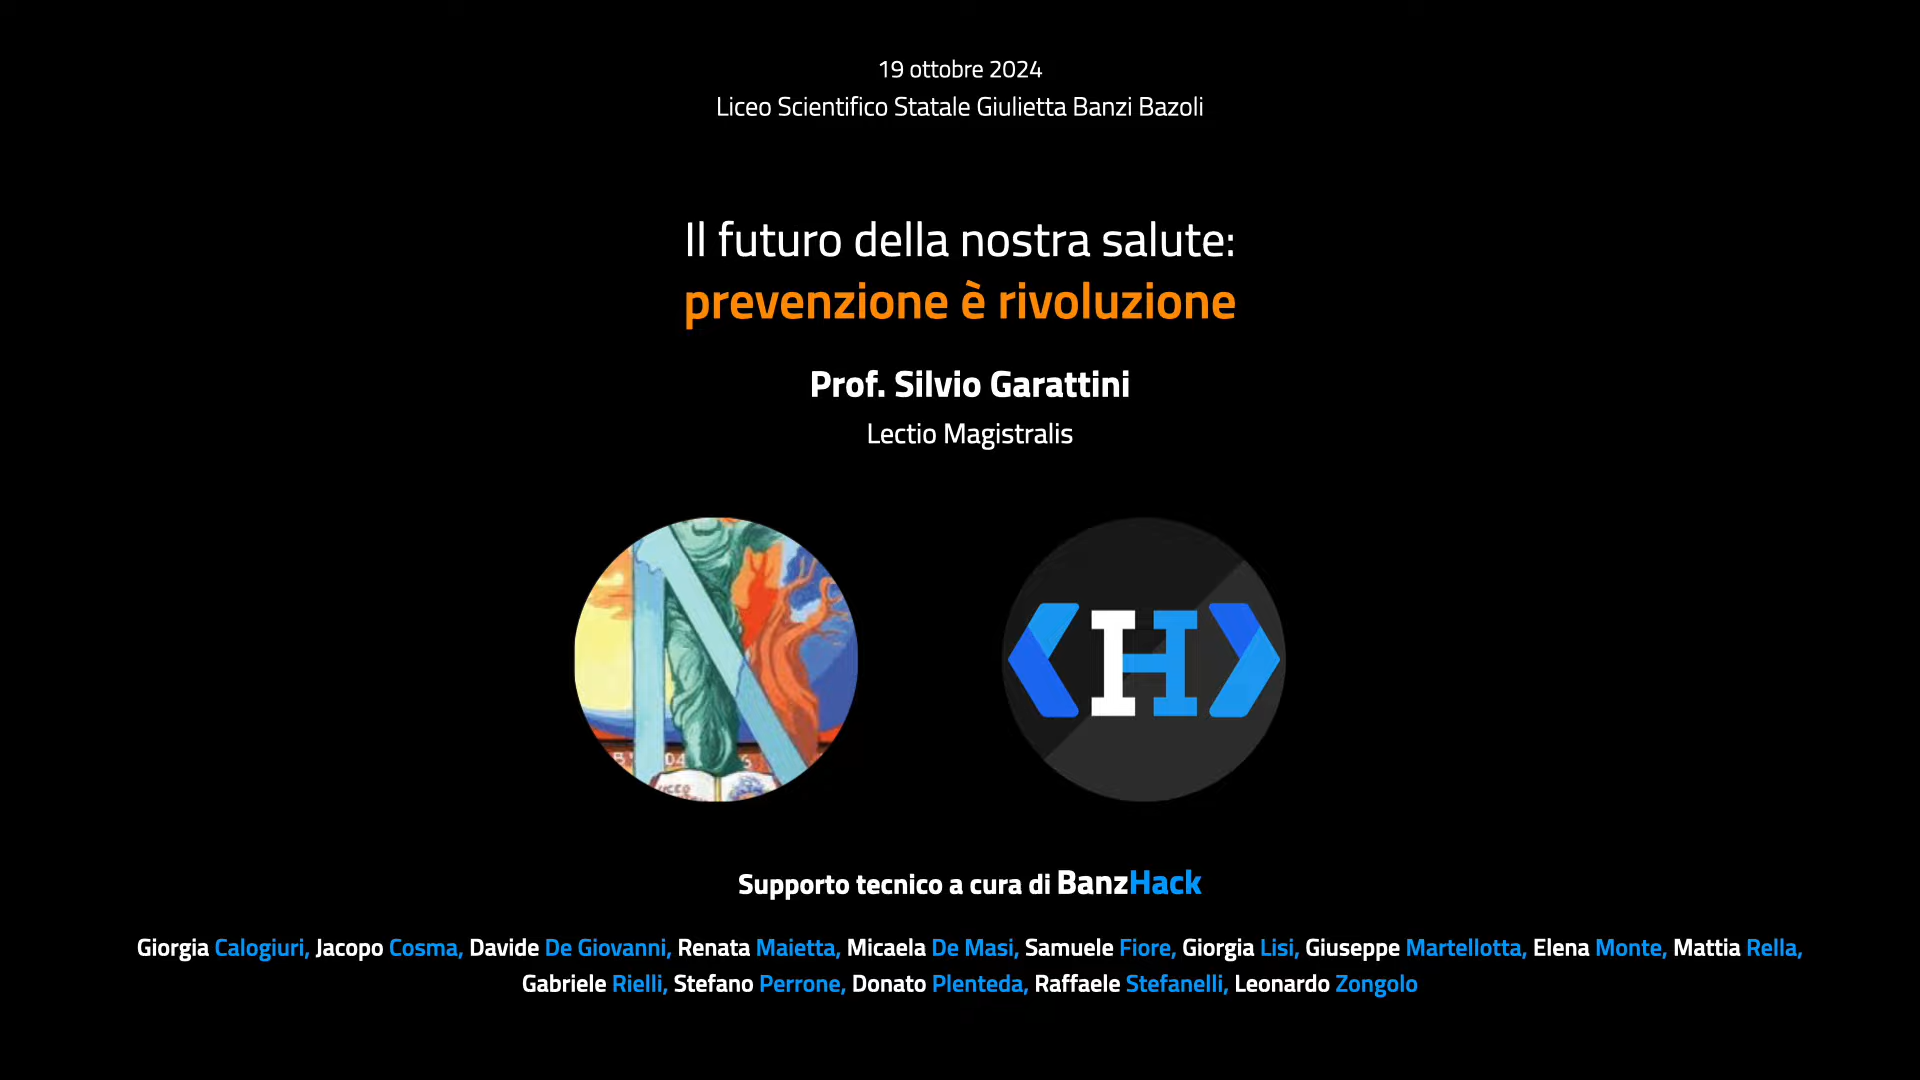 19 ottobre 2024
Liceo Scientifico Statale Giulietta Banzi Bazoli
Il futuro della nostra salute:
prevenzione è rivoluzione
Prof. Silvio Garattini
Lectio Magistralis
H
Supporto tecnico a cura di BanzHack
Giorgia Calogiuri, Jacopo Cosma, Davide De Giovanni, Renata Maietta, Micaela De Masi, Samuele Fiore, Giorgia Lisi, Giuseppe Martellotta, Elena Monte, Mattia Rella,
Gabriele Rielli, Stefano Perrone, Donato Plenteda, Raffaele Stefanelli, Leonardo Zongolo